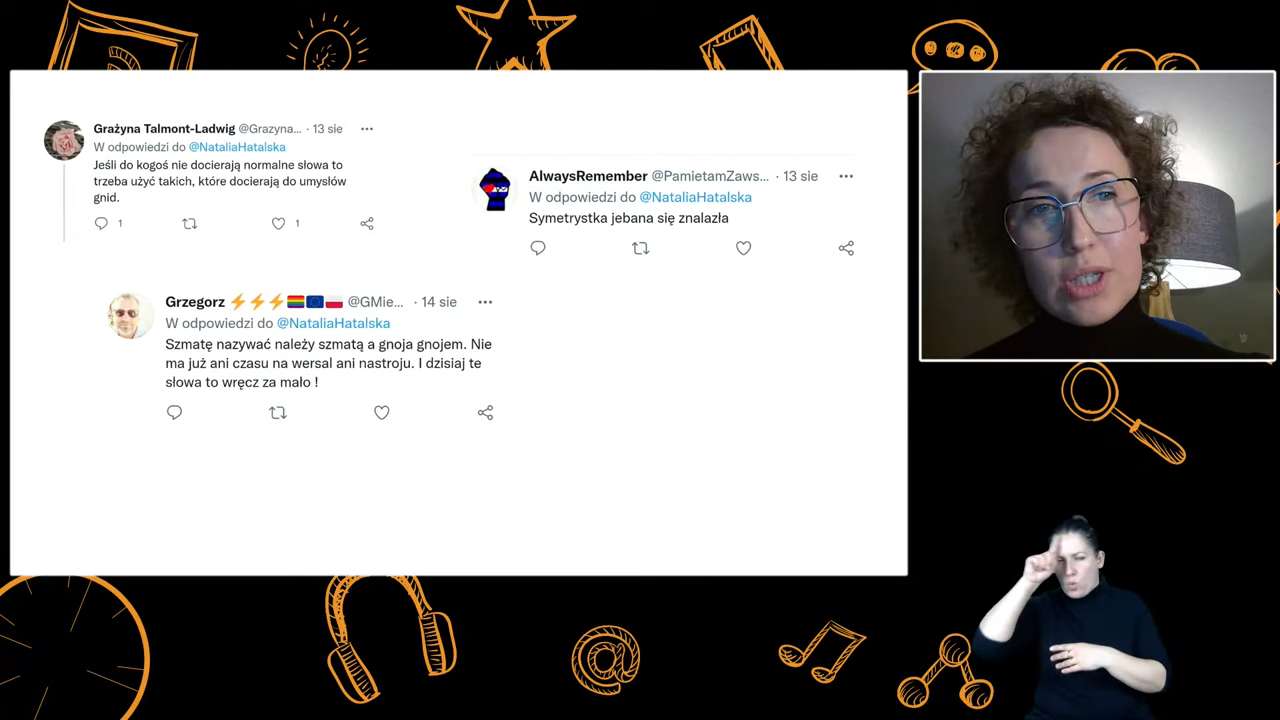 Grażyna Talmont-Ladwig @Grazyna... · 13 sie
W odpowiedzi do @NataliaHatalska
Jeśli do kogoś nie docierają normalne słowa to
trzeba użyć takich, które docierają do umysłów
gnid.
1 1
AlwaysRemember @PamietamZaws... · 13 sie
W odpowiedzi do @NataliaHatalska
Symetrystka jebana się znalazła
Grzegorz ⚡⚡⚡🏳️‍🌈🇪🇺🇵🇱 @GMie... · 14 sie
W odpowiedzi do @NataliaHatalska
Szmatę nazywać należy szmatą a gnoja gnojem. Nie
ma już ani czasu na wersal ani nastroju. I dzisiaj te
słowa to wręcz za mało !